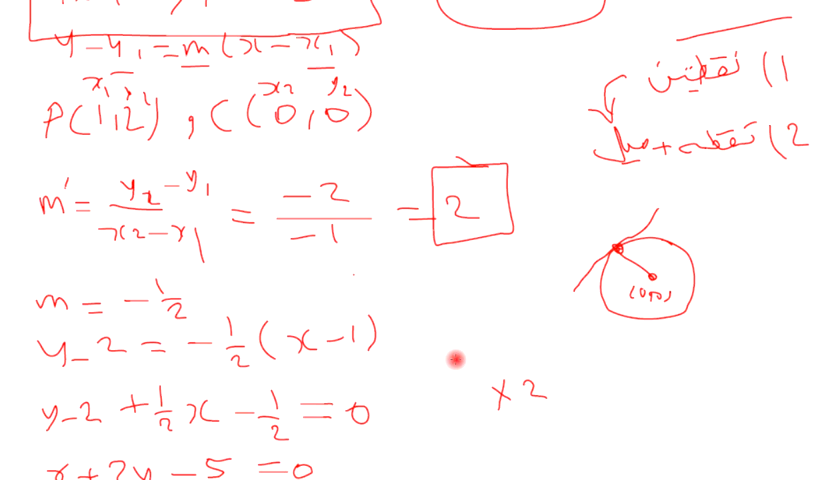 y - y₁ = m (x - x₁)
x₁ y₂ x₂ y₂
P(1,2) , C(0,0)
m' = (y₂ - y₁)/(x₂ - x₁) = (-2)/(-1) = 2
m = -1/2
y - 2 = -1/2 (x - 1)
y - 2 + 1/2 x - 1/2 = 0
x + 2y - 5 = 0
1) نقطتين
2) نقطه + ميل
(0,0)
× 2